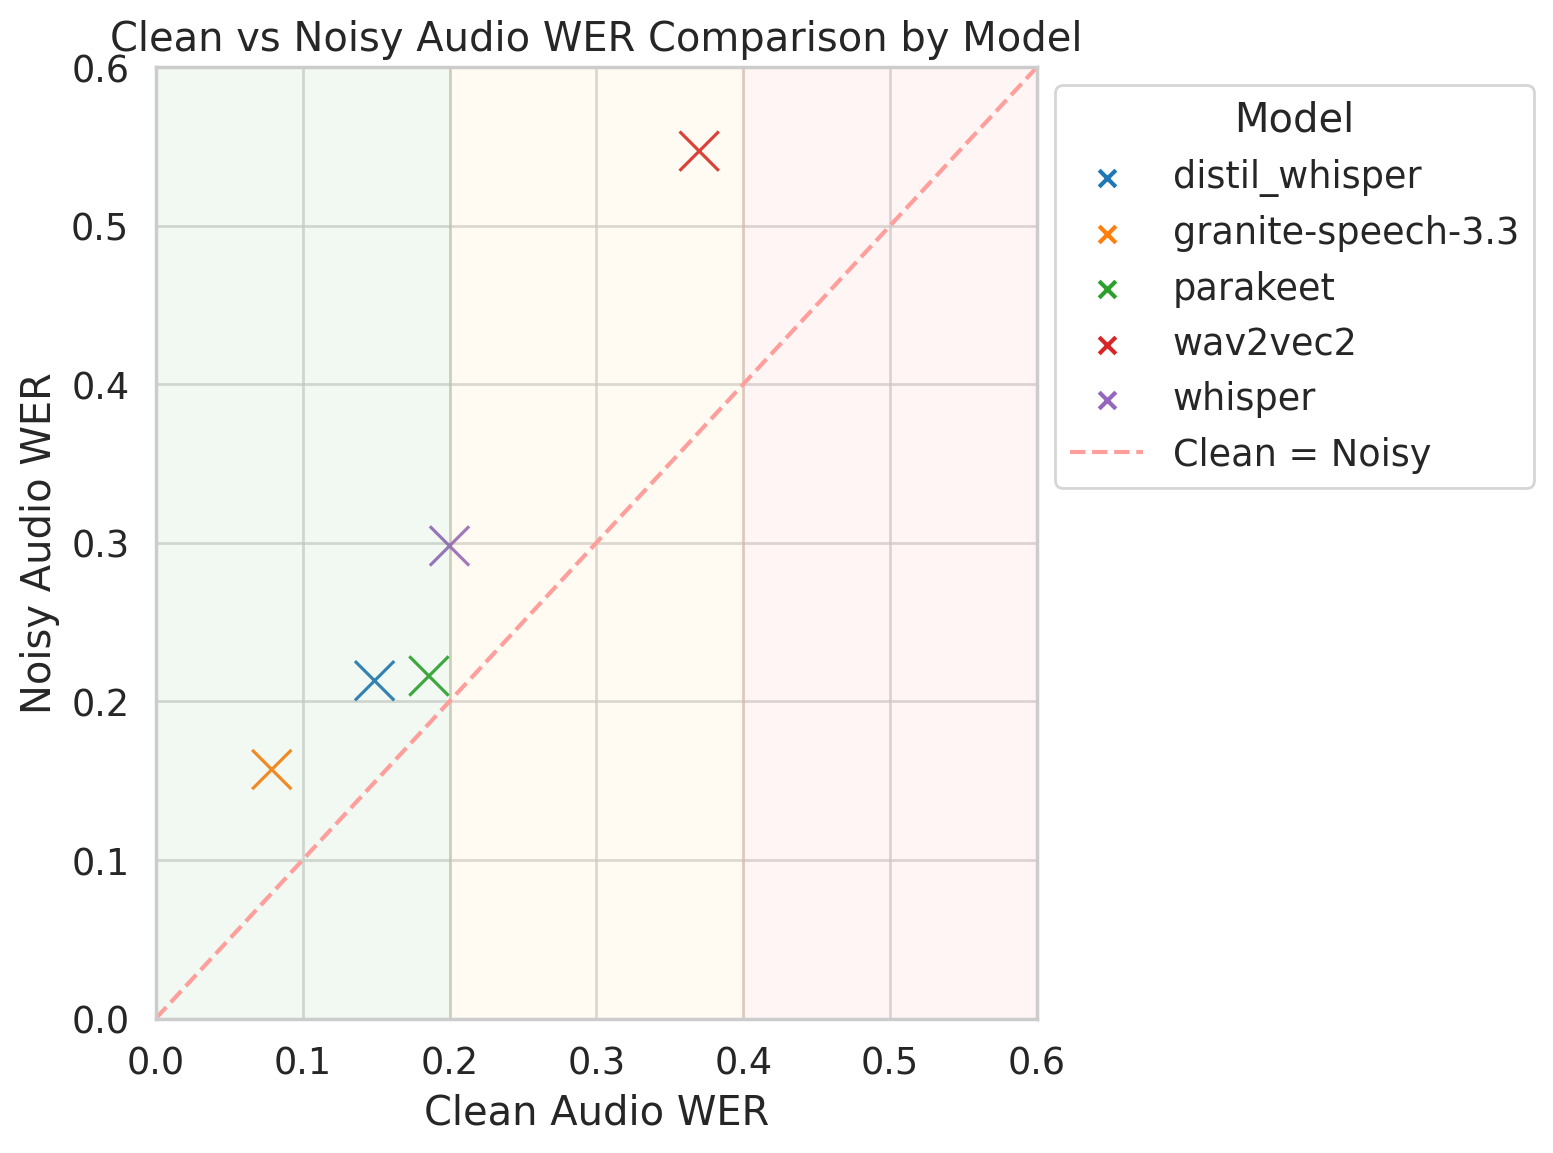 Clean vs Noisy Audio WER Comparison by Model
0.6
0.5
0.4
0.3
0.2
0.1
0.0
Noisy Audio WER
0.0 0.1 0.2 0.3 0.4 0.5 0.6
Clean Audio WER
Model
distil_whisper
granite-speech-3.3
parakeet
wav2vec2
whisper
Clean = Noisy